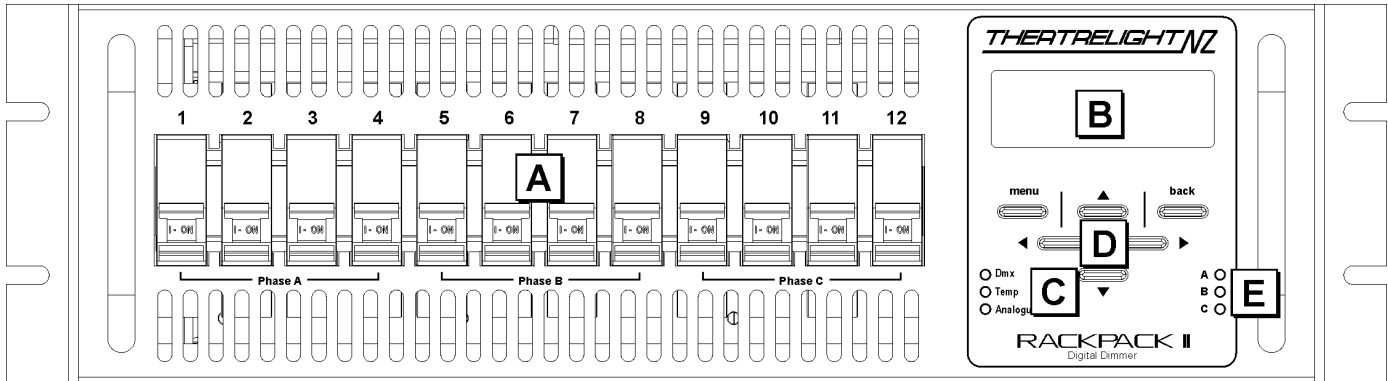 THEATRELIGHT NZ
B
1 2 3 4 5 6 7 8 9 10 11 12
A
menu back
I - ON I - ON I - ON I - ON I - ON I - ON I - ON I - ON I - ON I - ON I - ON I - ON
D
Phase A Phase B Phase C
Dmx
Temp
Analogu
C
A
B
C
E
RACKPACK II
Digital Dimmer